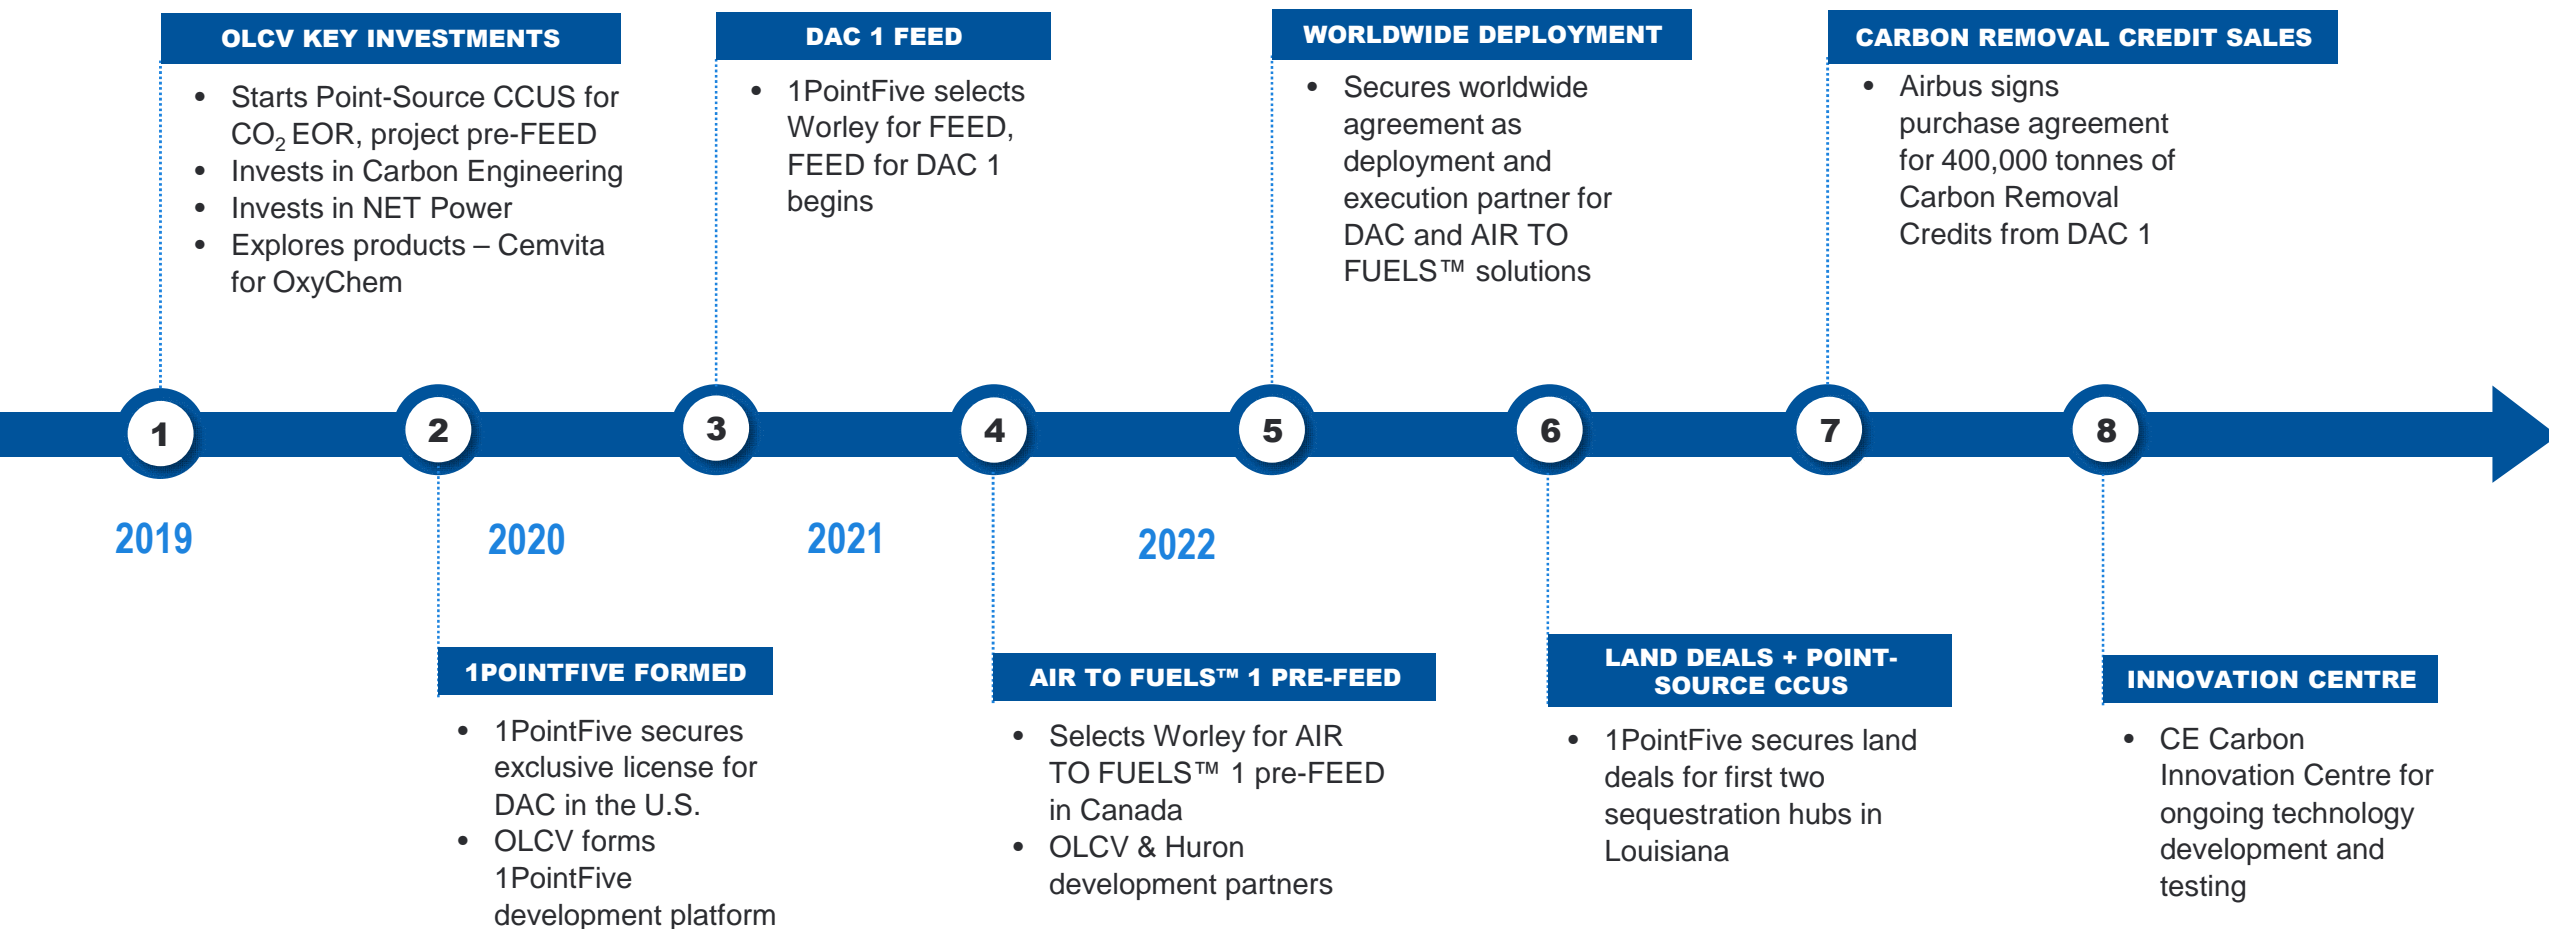 OLCV KEY INVESTMENTS
• Starts Point-Source CCUS for
CO₂ EOR, project pre-FEED
• Invests in Carbon Engineering
• Invests in NET Power
• Explores products – Cemvita
for OxyChem
DAC 1 FEED
• 1PointFive selects
Worley for FEED,
FEED for DAC 1
begins
WORLDWIDE DEPLOYMENT
• Secures worldwide
agreement as
deployment and
execution partner for
DAC and AIR TO
FUELS™ solutions
CARBON REMOVAL CREDIT SALES
• Airbus signs
purchase agreement
for 400,000 tonnes of
Carbon Removal
Credits from DAC 1
1
2
3
4
5
6
7
8
2019
2020
2021
2022
1POINTFIVE FORMED
• 1PointFive secures
exclusive license for
DAC in the U.S.
• OLCV forms
1PointFive
development platform
AIR TO FUELS™ 1 PRE-FEED
• Selects Worley for AIR
TO FUELS™ 1 pre-FEED
in Canada
• OLCV & Huron
development partners
LAND DEALS + POINT-
SOURCE CCUS
• 1PointFive secures land
deals for first two
sequestration hubs in
Louisiana
INNOVATION CENTRE
• CE Carbon
Innovation Centre for
ongoing technology
development and
testing